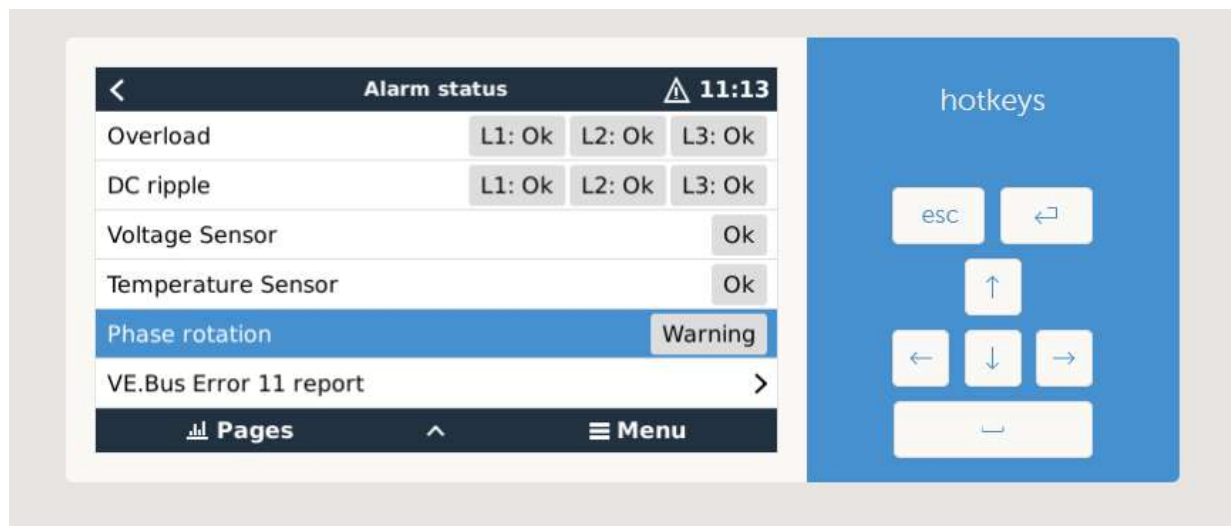 Alarm status 11:13
Overload L1: Ok L2: Ok L3: Ok
DC ripple L1: Ok L2: Ok L3: Ok
Voltage Sensor Ok
Temperature Sensor Ok
Phase rotation Warning
VE.Bus Error 11 report
Pages Menu
hotkeys
esc